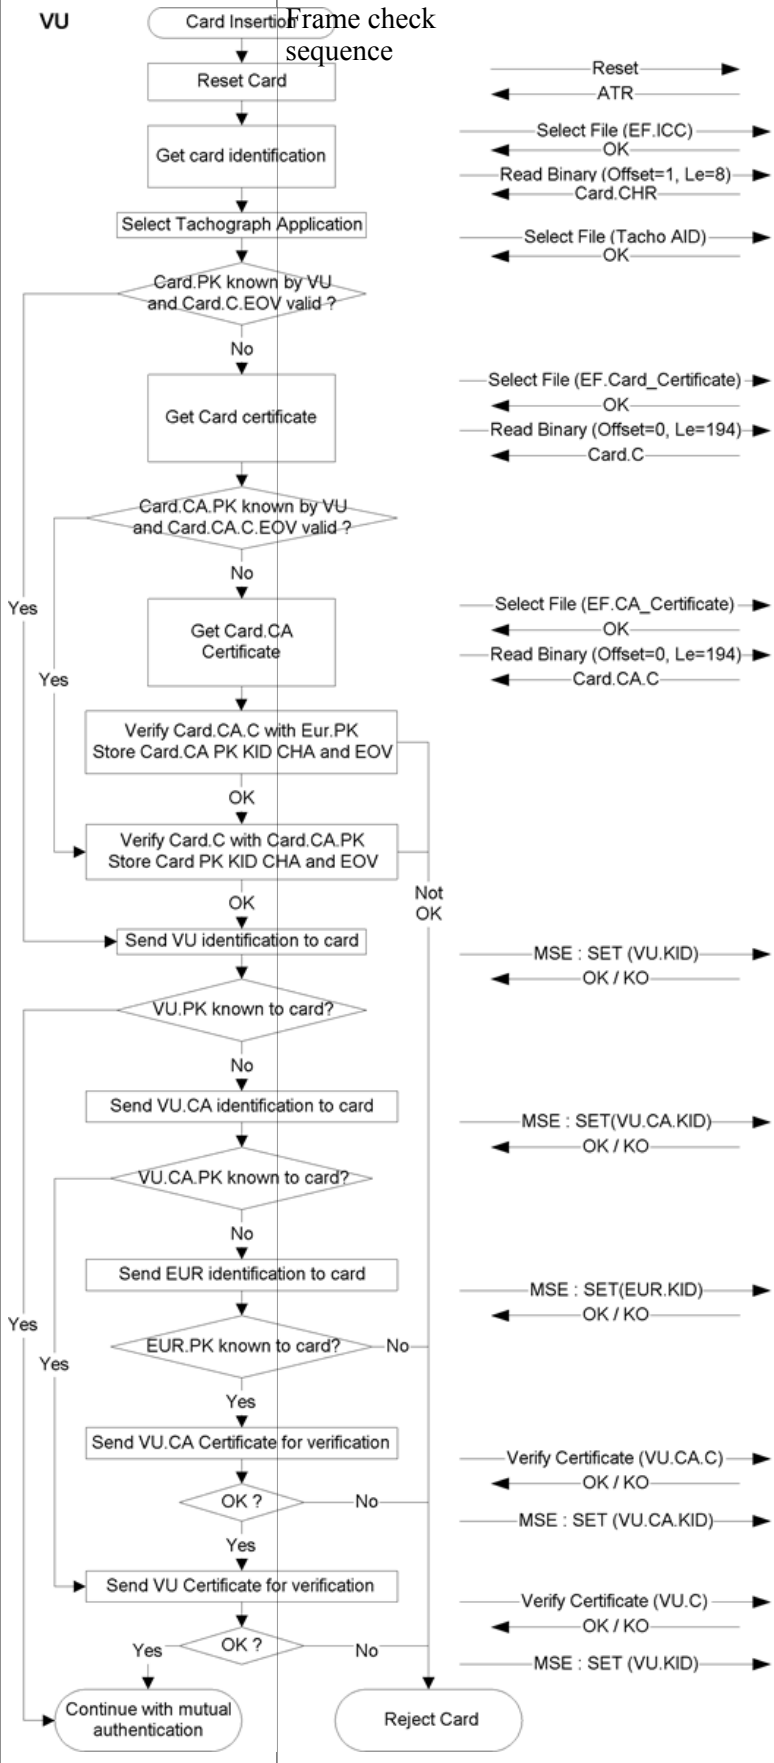 VU
Card Insertion
Frame check
sequence
Reset Card
Reset
ATR
Get card identification
Select File (EF.ICC)
OK
Read Binary (Offset=1, Le=8)
Card.CHR
Select Tachograph Application
Select File (Tacho AID)
OK
Card.PK known by VU
and Card.C.EOV valid ?
No
Get Card certificate
Select File (EF.Card_Certificate)
OK
Read Binary (Offset=0, Le=194)
Card.C
Card.CA.PK known by VU
and Card.CA.C.EOV valid ?
No
Yes
Get Card.CA
Certificate
Select File (EF.CA_Certificate)
OK
Read Binary (Offset=0, Le=194)
Card.CA.C
Yes
Verify Card.CA.C with Eur.PK
Store Card.CA PK KID CHA and EOV
OK
Verify Card.C with Card.CA.PK
Store Card PK KID CHA and EOV
OK
Not
OK
Send VU identification to card
MSE : SET (VU.KID)
OK / KO
VU.PK known to card?
No
Send VU.CA identification to card
MSE : SET(VU.CA.KID)
OK / KO
VU.CA.PK known to card?
No
Send EUR identification to card
MSE : SET(EUR.KID)
OK / KO
Yes
EUR.PK known to card?
No
Yes
Yes
Send VU.CA Certificate for verification
Verify Certificate (VU.CA.C)
OK / KO
OK ?
No
MSE : SET (VU.CA.KID)
Yes
Send VU Certificate for verification
Verify Certificate (VU.C)
OK / KO
Yes
OK ?
No
MSE : SET (VU.KID)
Continue with mutual
authentication
Reject Card